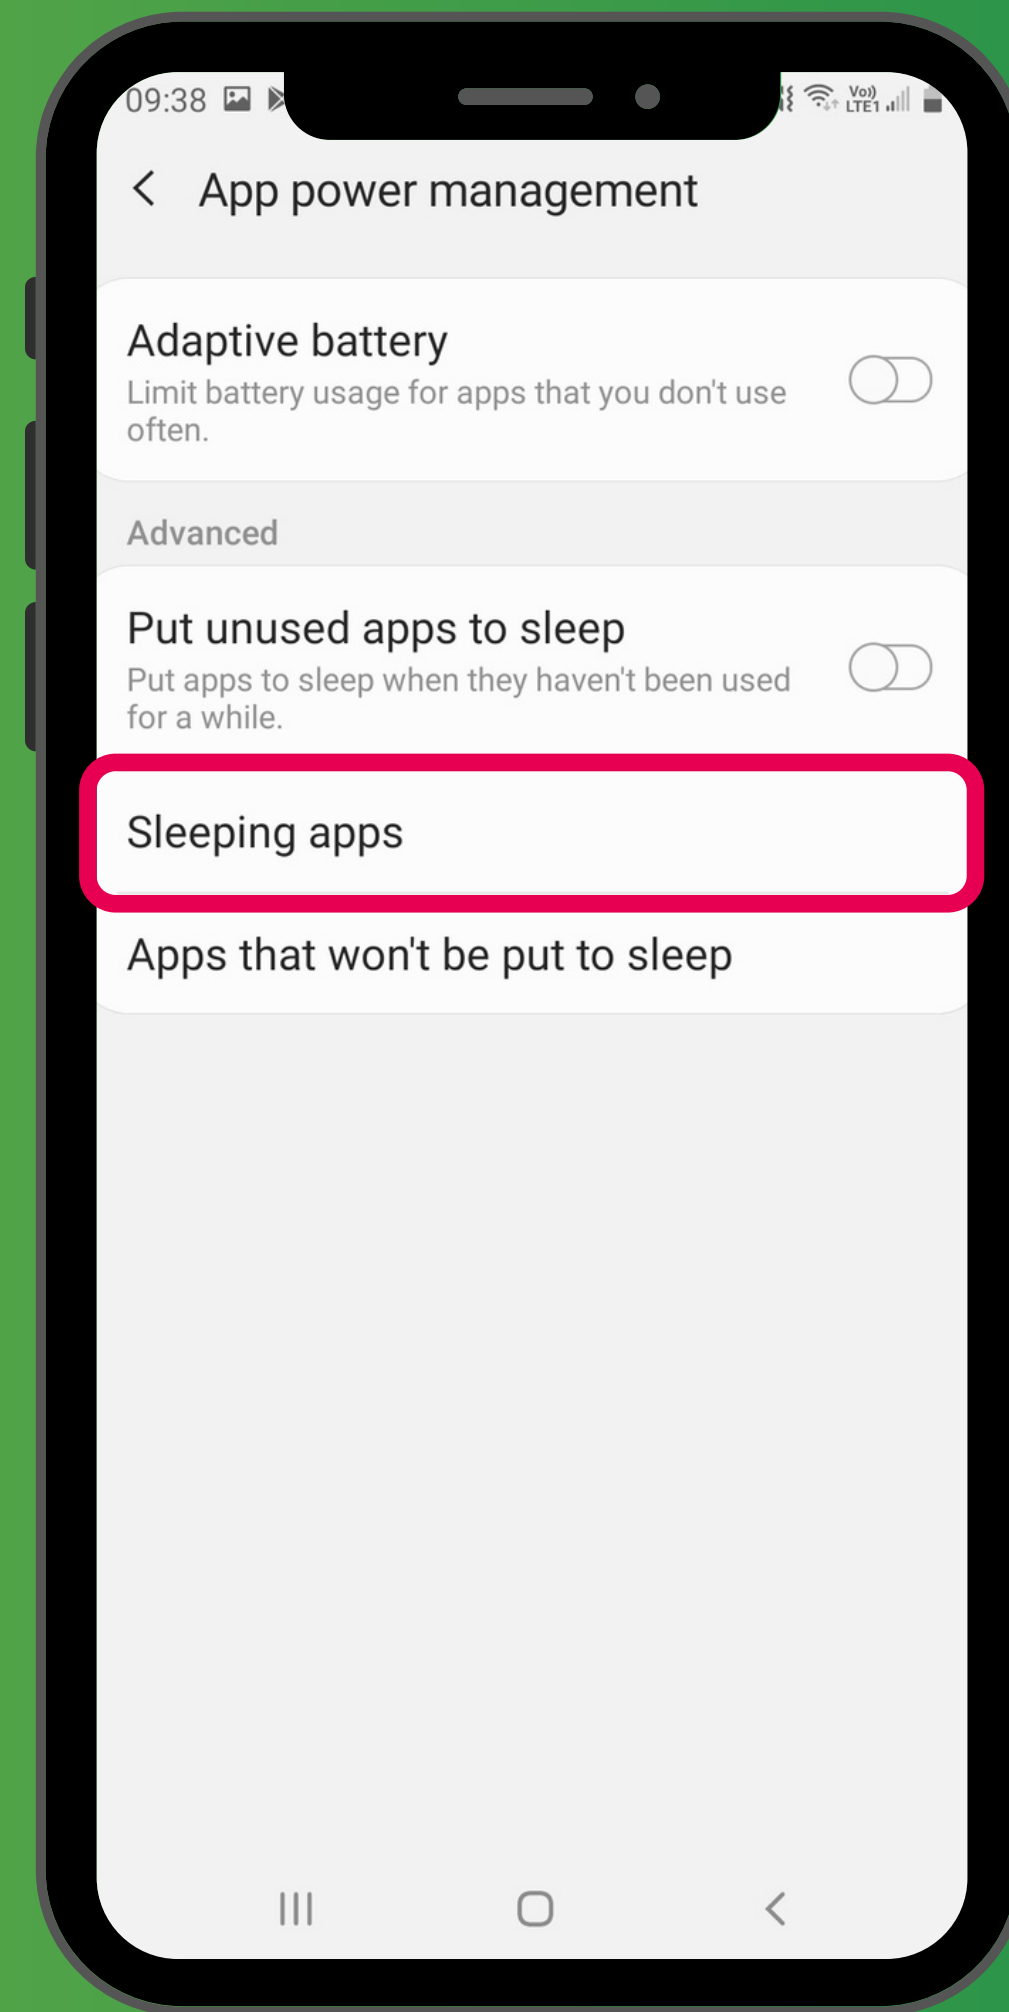 09:38
Vo))
LTE1
App power management
Adaptive battery
Limit battery usage for apps that you don't use
often.
Advanced
Put unused apps to sleep
Put apps to sleep when they haven't been used
for a while.
Sleeping apps
Apps that won't be put to sleep